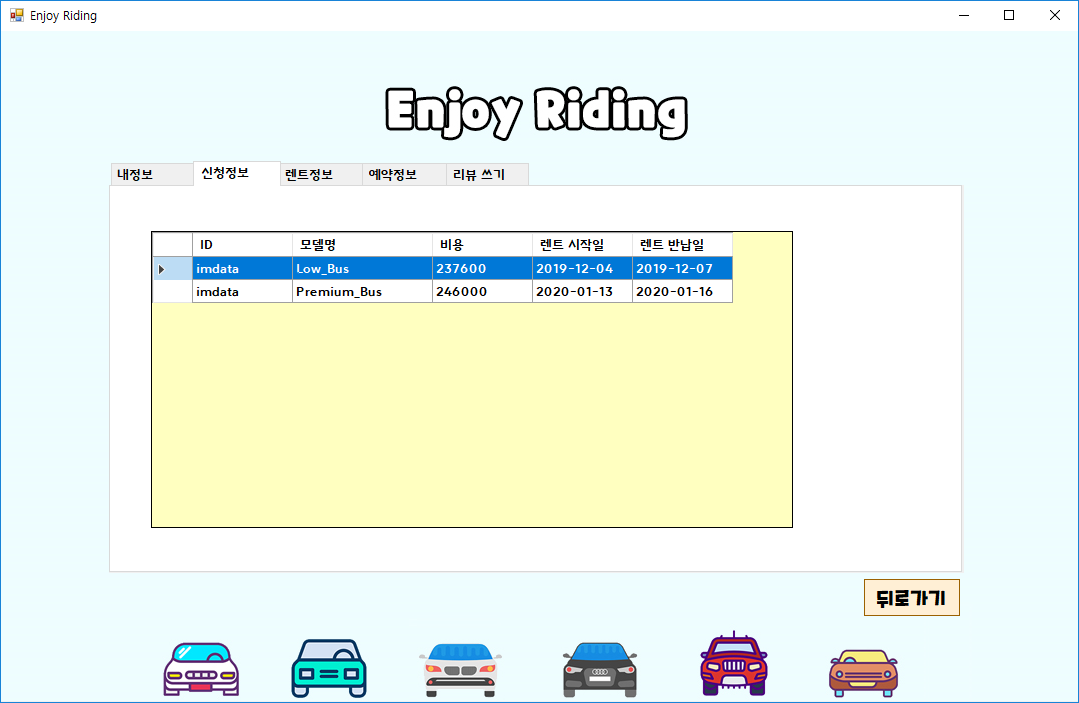 Enjoy Riding
Enjoy Riding
내정보 신청정보 렌트정보 예약정보 리뷰 쓰기
ID 모델명 비용 렌트 시작일 렌트 반납일
imdata Low_Bus 237600 2019-12-04 2019-12-07
imdata Premium_Bus 246000 2020-01-13 2020-01-16
뒤로가기